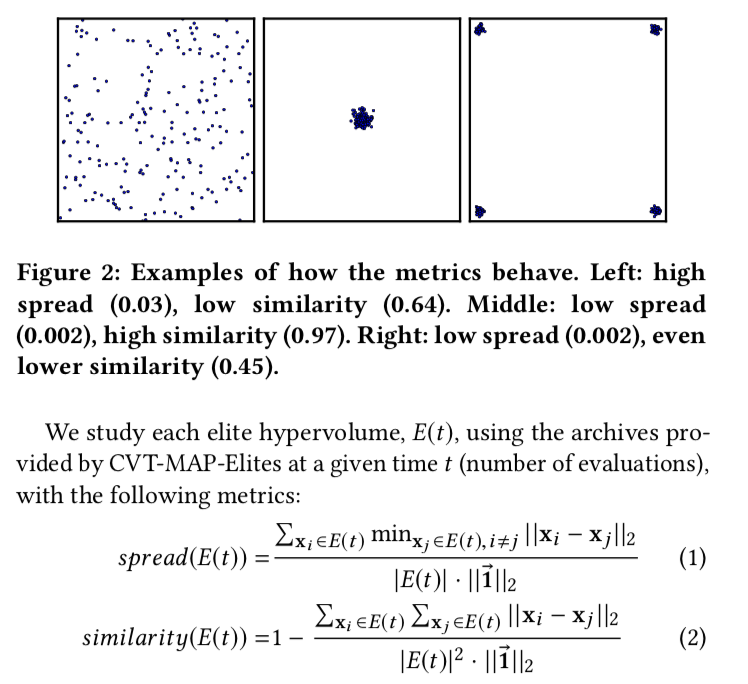 Figure 2: Examples of how the metrics behave. Left: high
spread (0.03), low similarity (0.64). Middle: low spread
(0.002), high similarity (0.97). Right: low spread (0.002), even
lower similarity (0.45).
We study each elite hypervolume, E(t), using the archives pro-
vided by CVT-MAP-Elites at a given time t (number of evaluations),
with the following metrics:
spread(E(t)) = \frac{\sum_{\mathbf{x}_i \in E(t)} \min_{\mathbf{x}_j \in E(t), i \neq j} ||\mathbf{x}_i - \mathbf{x}_j||_2}{|E(t)| \cdot ||\vec{\mathbf{1}}||_2} (1)
similarity(E(t)) = 1 - \frac{\sum_{\mathbf{x}_i \in E(t)} \sum_{\mathbf{x}_j \in E(t)} ||\mathbf{x}_i - \mathbf{x}_j||_2}{|E(t)|^2 \cdot ||\vec{\mathbf{1}}||_2} (2)